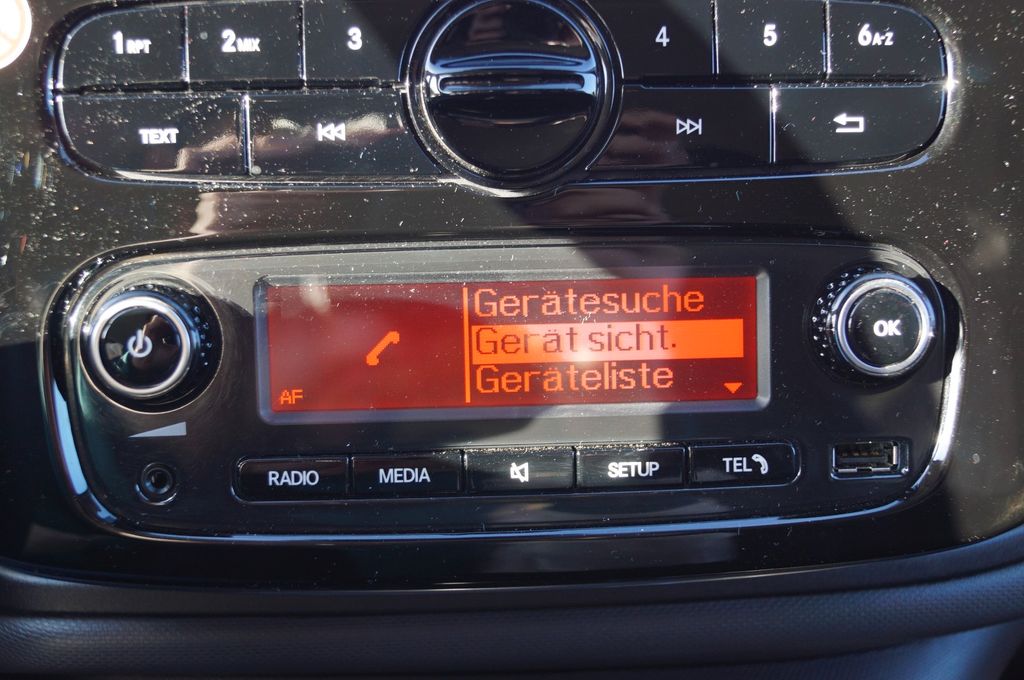 1 RPT 2 MIX 3 4 5 6 A-Z
TEXT
Gerätesuche
Gerät sicht.
Geräteliste
AF
OK
RADIO MEDIA SETUP TEL